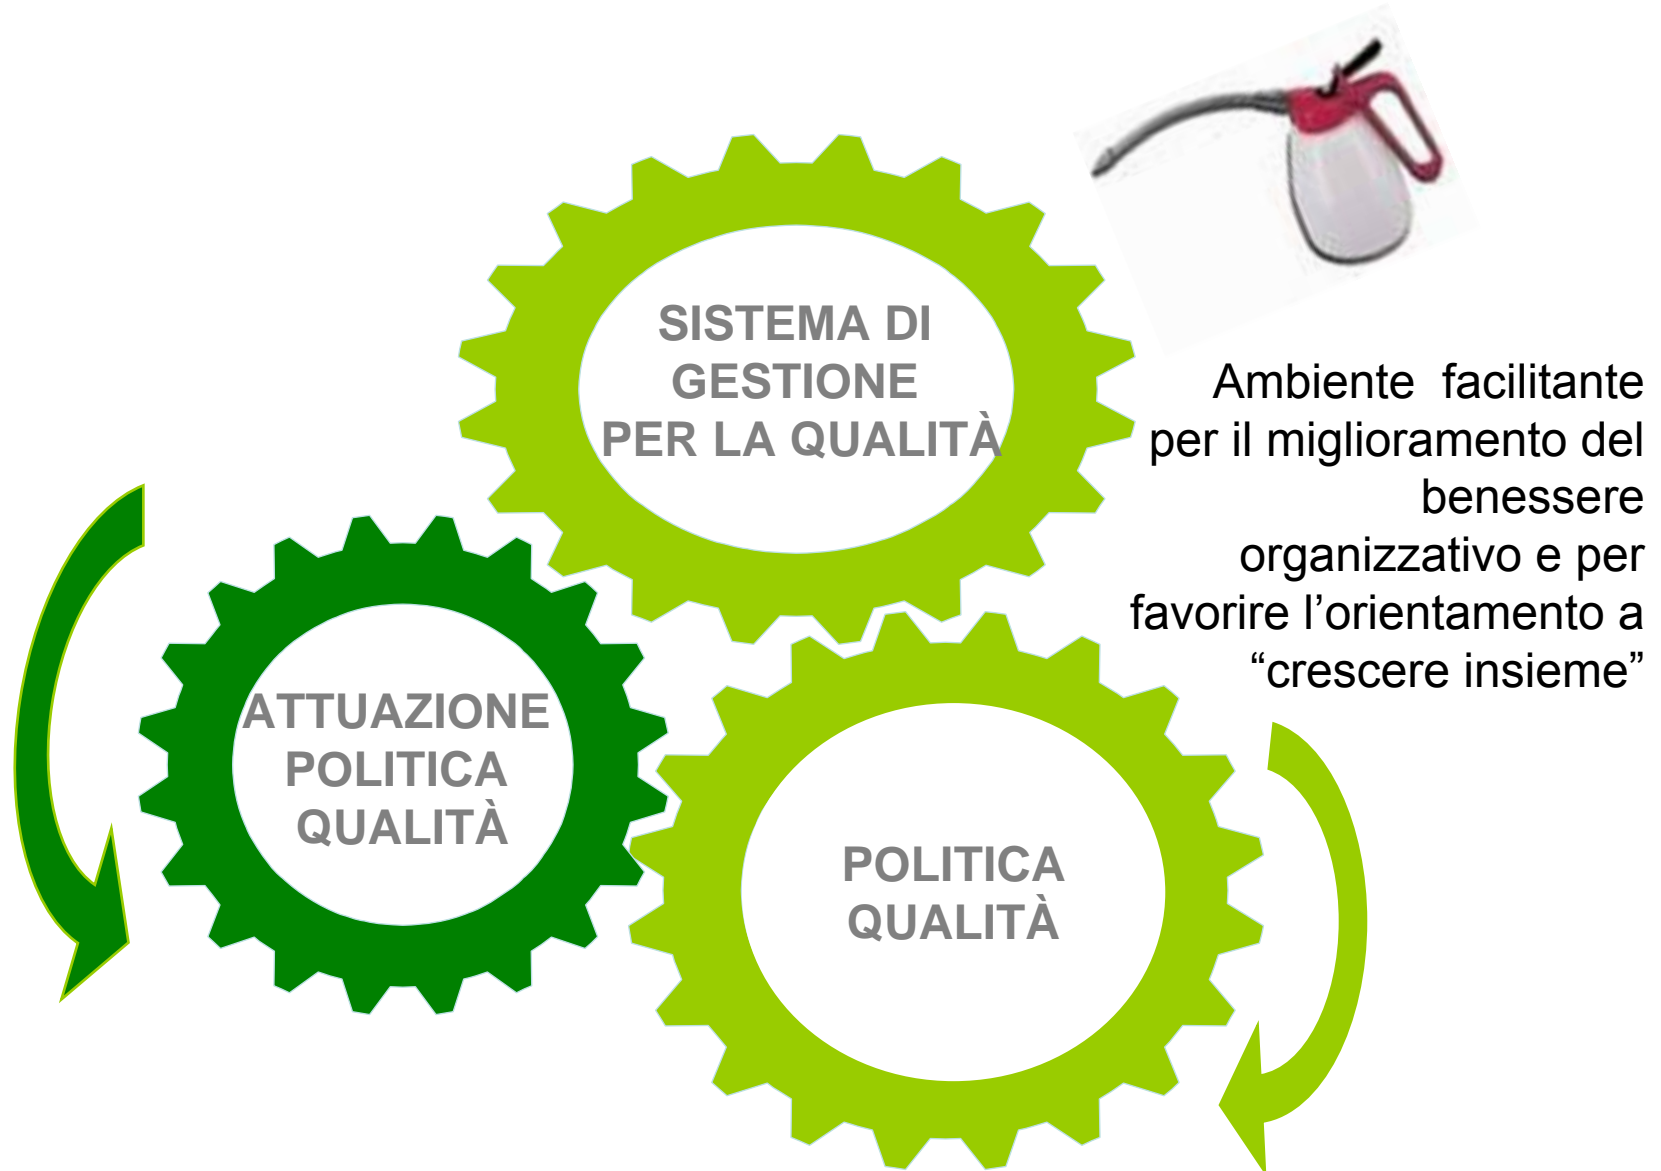 SISTEMA DI
GESTIONE
PER LA QUALITÀ
Ambiente facilitante
per il miglioramento del
benessere
organizzativo e per
favorire l’orientamento a
“crescere insieme”
ATTUAZIONE
POLITICA
QUALITÀ
POLITICA
QUALITÀ